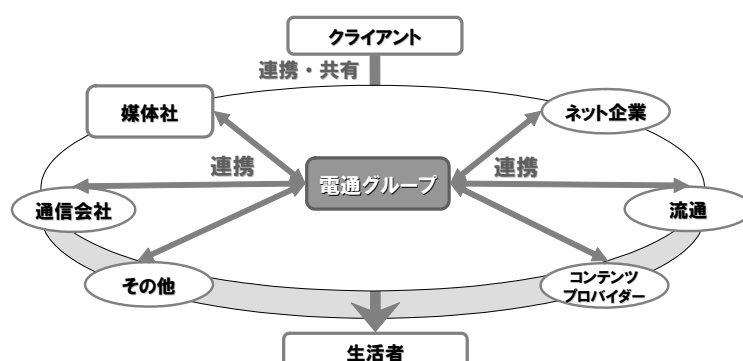 クライアント
連携・共有
媒体社
ネット企業
連携
連携
電通グループ
通信会社
流通
その他
コンテンツ
プロバイダー
生活者